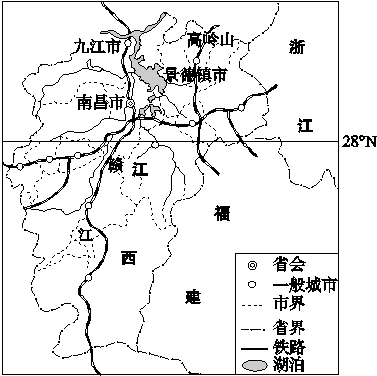 九江市
高岭山
浙
景德镇市
南昌市
江
28°N
赣
江
福
江
西
建
省会
一般城市
市界
省界
铁路
湖泊